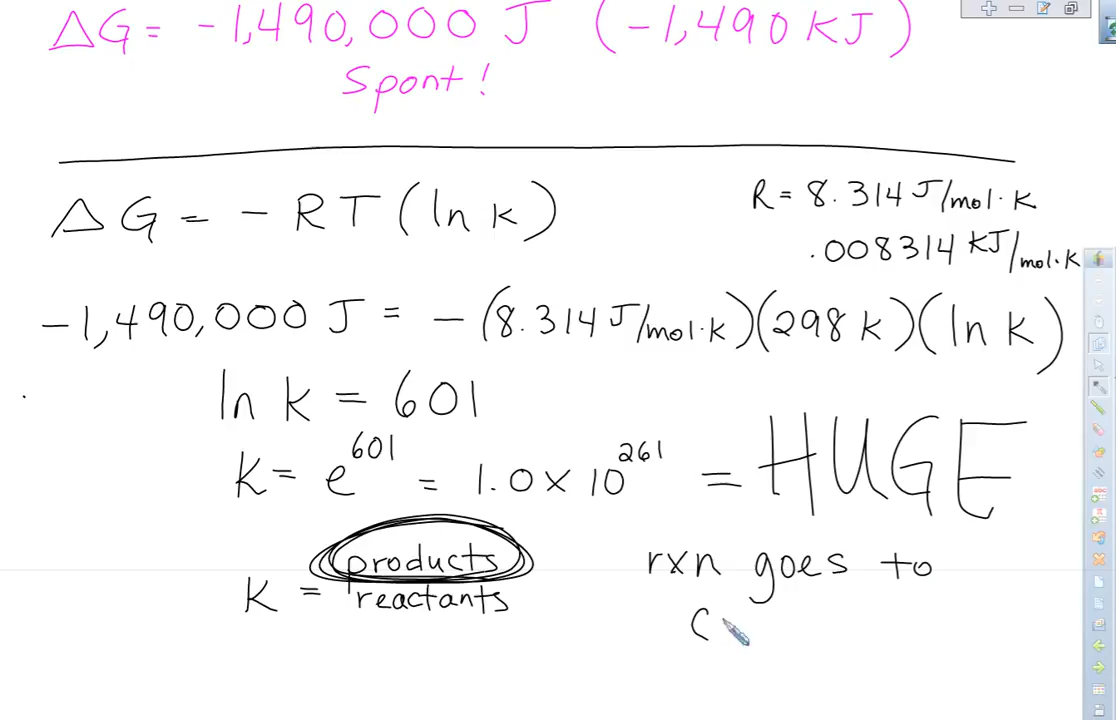 ΔG = -1,490,000 J (-1,490 KJ)
Spont!
ΔG = - RT(ln K)
R = 8.314 J/mol·K
.008314 KJ/mol·K
-1,490,000 J = -(8.314 J/mol·K)(298 K)(ln K)
ln K = 601
K = e^601 = 1.0 x 10^261 = HUGE
K = products/reactants
rxn goes to
C